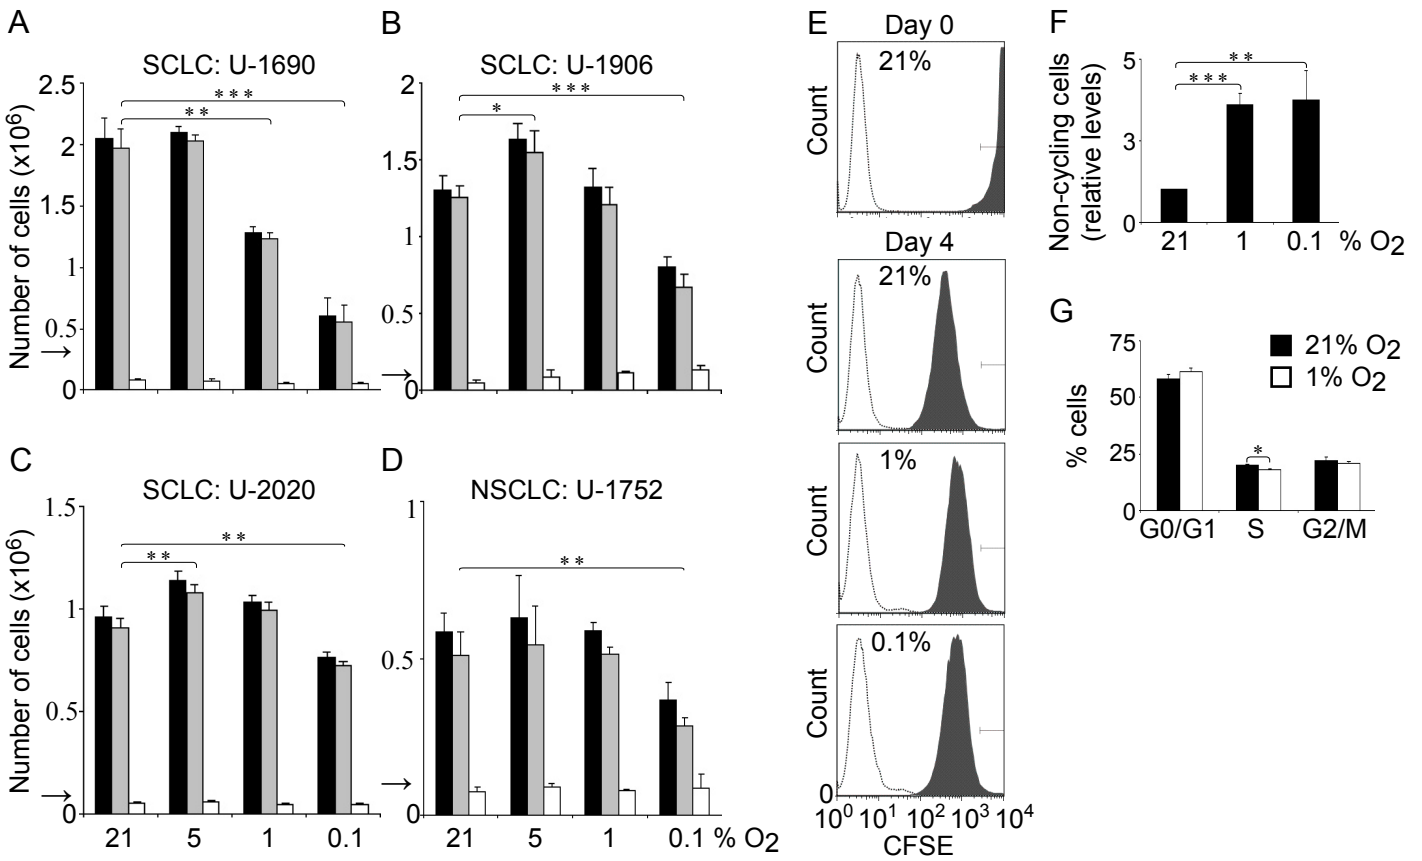 A
SCLC: U-1690
Number of cells (x10⁶)
2.5
2
1.5
1
0.5
0
→
***
**
B
SCLC: U-1906
2
1.5
1
0.5
0
→
***
*
C
SCLC: U-2020
Number of cells (x10⁶)
1.5
1
0.5
0
→
**
**
21 5 1 0.1
D
NSCLC: U-1752
1
0.5
0
→
**
21 5 1 0.1 % O2
E
Day 0
21%
Count
Day 4
21%
Count
1%
Count
0.1%
Count
0
10⁰ 10¹ 10² 10³ 10⁴
CFSE
F
Non-cycling cells
(relative levels)
5
3
0
**
***
21 1 0.1 % O2
G
% cells
75
50
25
0
21% O2
1% O2
*
G0/G1 S G2/M